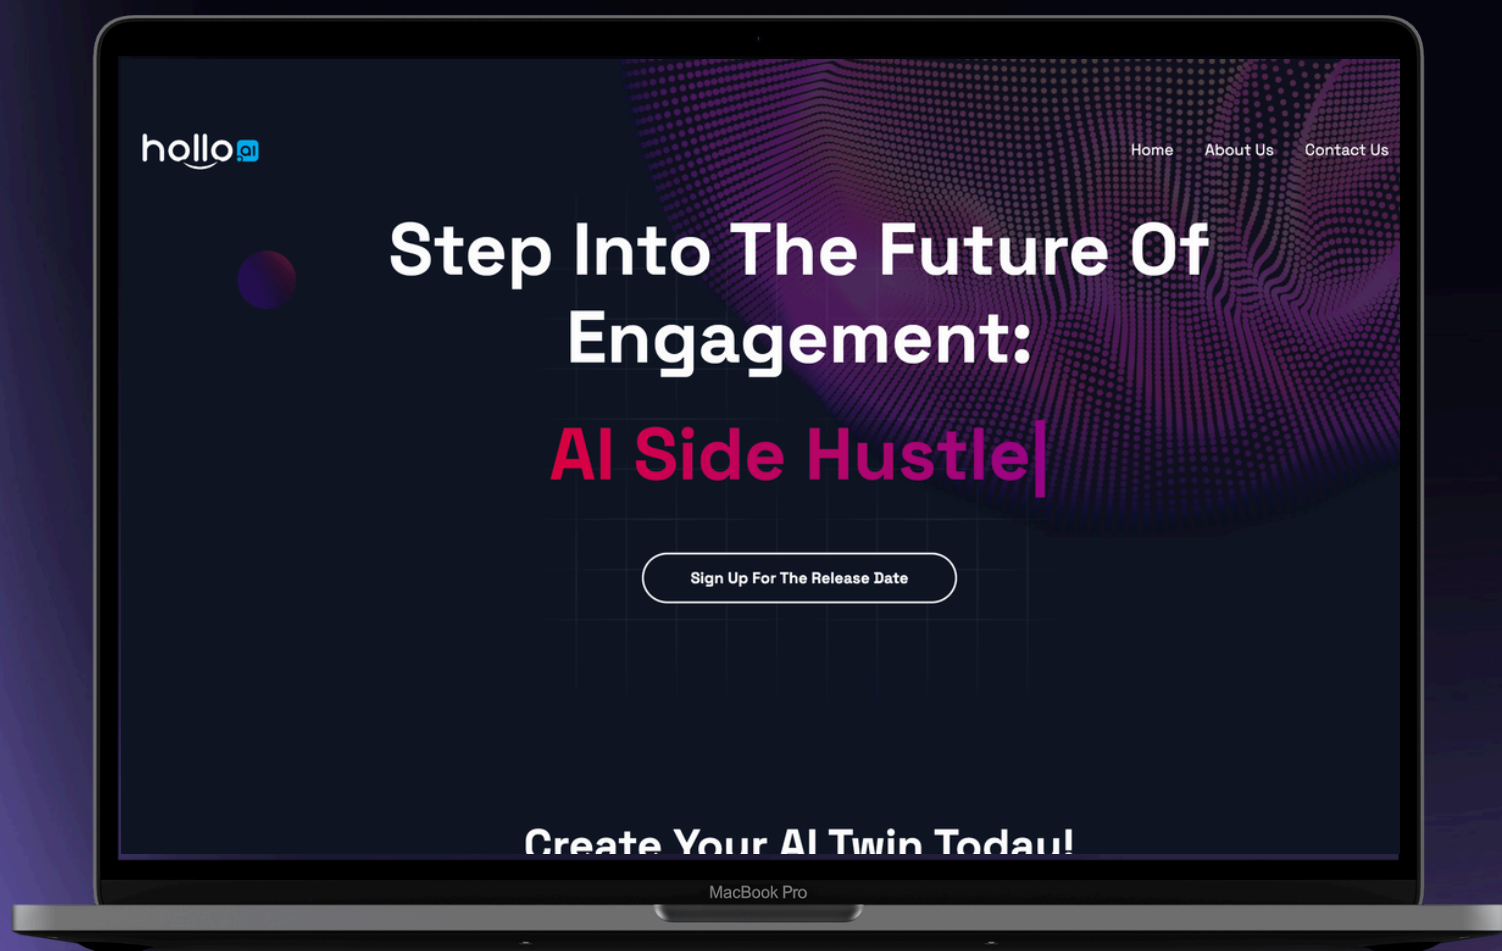 hollo.ai
Home About Us Contact Us
Step Into The Future Of
Engagement:
AI Side Hustle|
Sign Up For The Release Date
Create Your AI Twin Today!
MacBook Pro